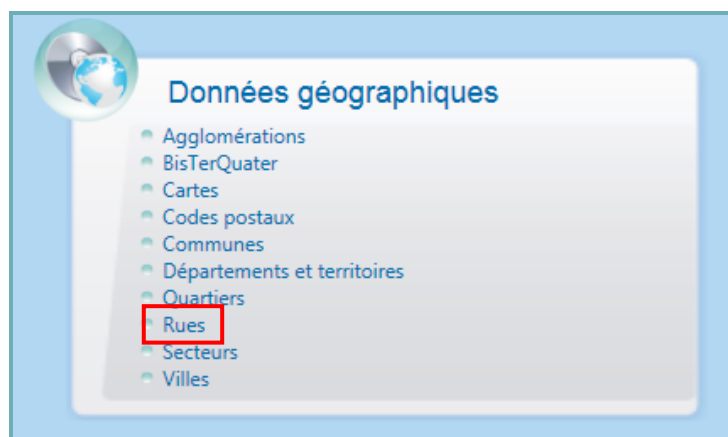 Données géographiques
Agglomérations
BisTerQuater
Cartes
Codes postaux
Communes
Départements et territoires
Quartiers
Rues
Secteurs
Villes